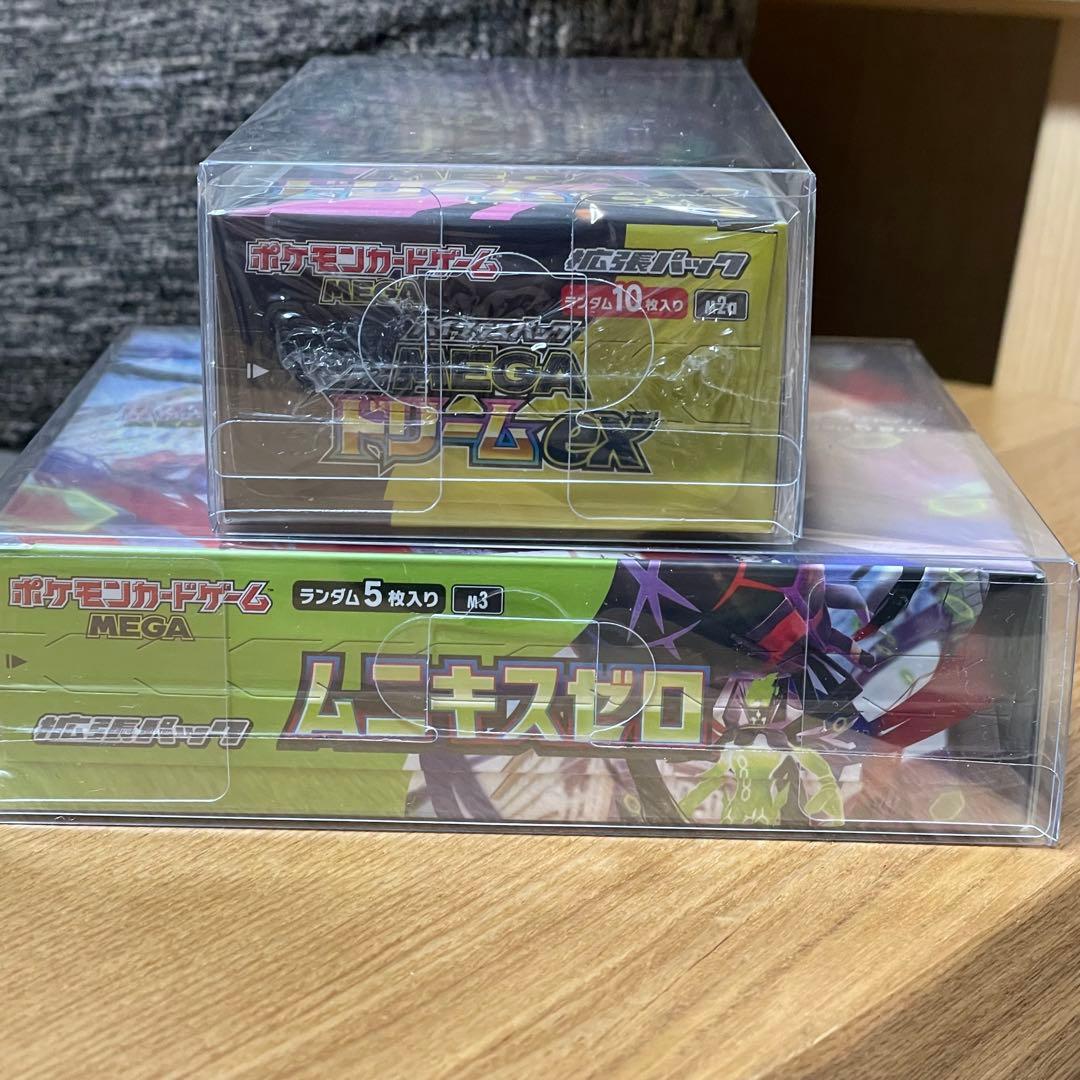 ポケモンカードゲーム
MEGA
拡張パック
ランダム10枚入り M2a
ハイクラスパック
MEGA
ドリームex
ポケモンカードゲーム
MEGA
ランダム5枚入り M3
拡張パック
ムニキスゼロ